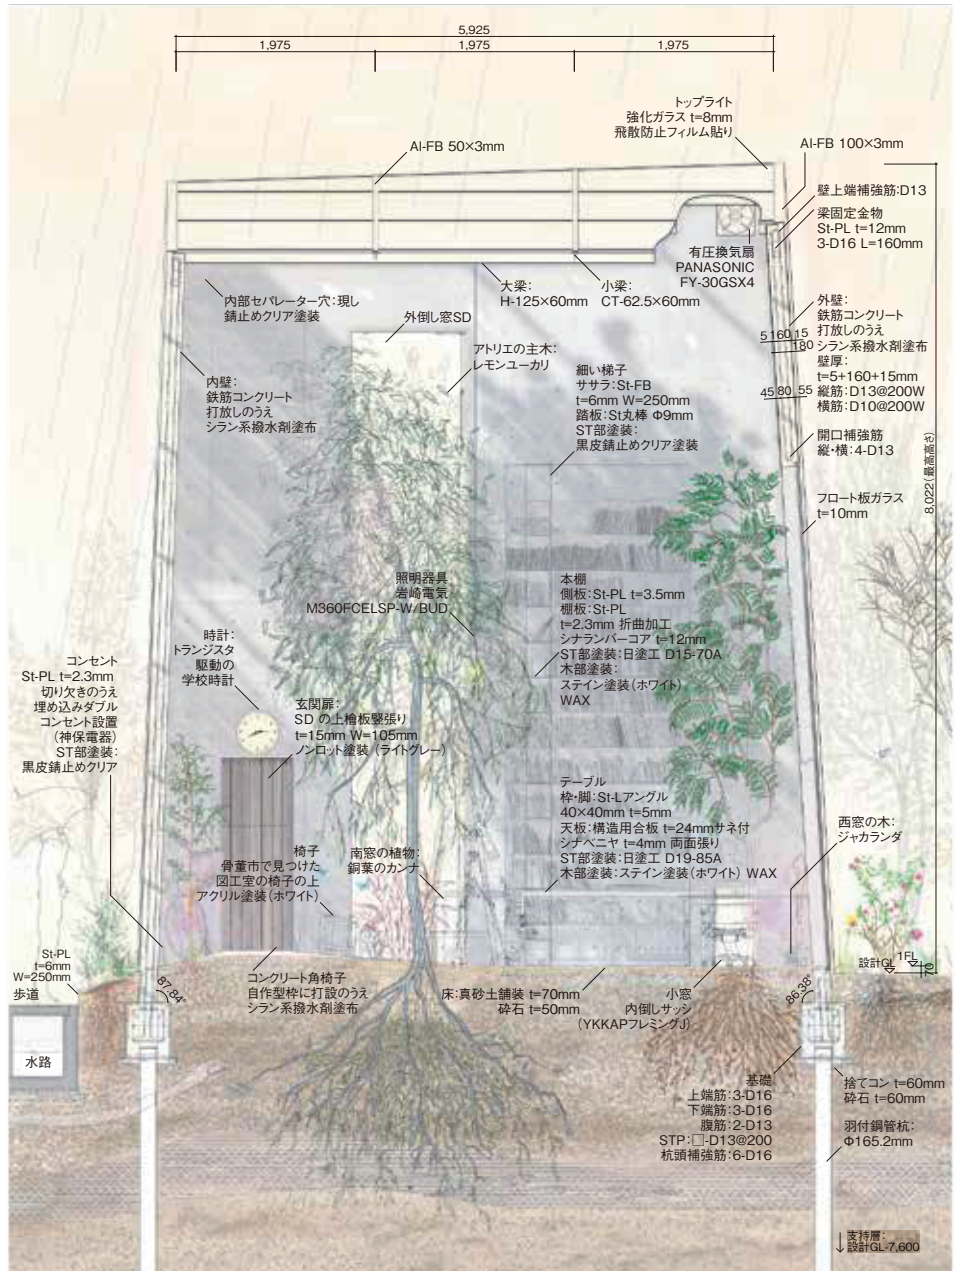 5,925
1,975
1,975
1,975
トップライト
強化ガラス t=8mm
飛散防止フィルム貼り
Al-FB 50×3mm
Al-FB 100×3mm
壁上端補強筋:D13
梁固定金物
St-PL t=12mm
3-D16 L=160mm
有圧換気扇
PANASONIC
FY-30GSX4
大梁:
H-125×60mm
小梁:
CT-62.5×60mm
内部セパレーター穴:現し
錆止めクリア塗装
外倒し窓SD
アトリエの主木:
レモンユーカリ
外壁:
鉄筋コンクリート
打放しのうえ
シラン系撥水剤塗布
壁厚:
t=5+160+15mm
縦筋:D13@200W
横筋:D10@200W
5 160 15
180
45 80 55
内壁:
鉄筋コンクリート
打放しのうえ
シラン系撥水剤塗布
細い梯子
ササラ:St-FB
t=6mm W=250mm
踏板:St丸棒 Φ9mm
ST部塗装:
黒皮錆止めクリア塗装
開口補強筋
縦・横:4-D13
8,022(最高高さ)
フロート板ガラス
t=10mm
照明器具
岩崎電気
M360FCELSP-W/BUD
本棚
側板:St-PL t=3.5mm
棚板:St-PL
t=2.3mm 折曲加工
シナランバーコア t=12mm
ST部塗装:日塗工 D15-70A
木部塗装:
ステイン塗装(ホワイト)
WAX
時計:
トランジスタ
駆動の
学校時計
コンセント
St-PL t=2.3mm
切り欠きのうえ
埋め込みダブル
コンセント設置
(神保電器)
ST部塗装:
黒皮錆止めクリア
玄関扉:
SD の上檜板竪張り
t=15mm W=105mm
ノンロット塗装(ライトグレー)
テーブル
枠・脚:St-Lアングル
40×40mm t=5mm
天板:構造用合板 t=24mmサネ付
シナベニヤ t=4mm 両面張り
ST部塗装:日塗工 D19-85A
木部塗装:ステイン塗装(ホワイト) WAX
西窓の木:
ジャカランダ
椅子
骨董市で見つけた
図工室の椅子の上
アクリル塗装(ホワイト)
南窓の植物:
銅葉のカンナ
St-PL
t=6mm
W=250mm
歩道
87.84°
コンクリート角椅子
自作型枠に打設のうえ
シラン系撥水剤塗布
床:真砂土舗装 t=70mm
砕石 t=50mm
小窓
内倒しサッシ
(YKKAPフレミングJ)
86.38°
設計GL
1FL
70
水路
基礎
上端筋:3-D16
下端筋:3-D16
腹筋:2-D13
STP:□-D13@200
杭頭補強筋:6-D16
捨てコン t=60mm
砕石 t=60mm
羽付鋼管杭:
Φ165.2mm
↓ 支持層:
設計GL-7,600